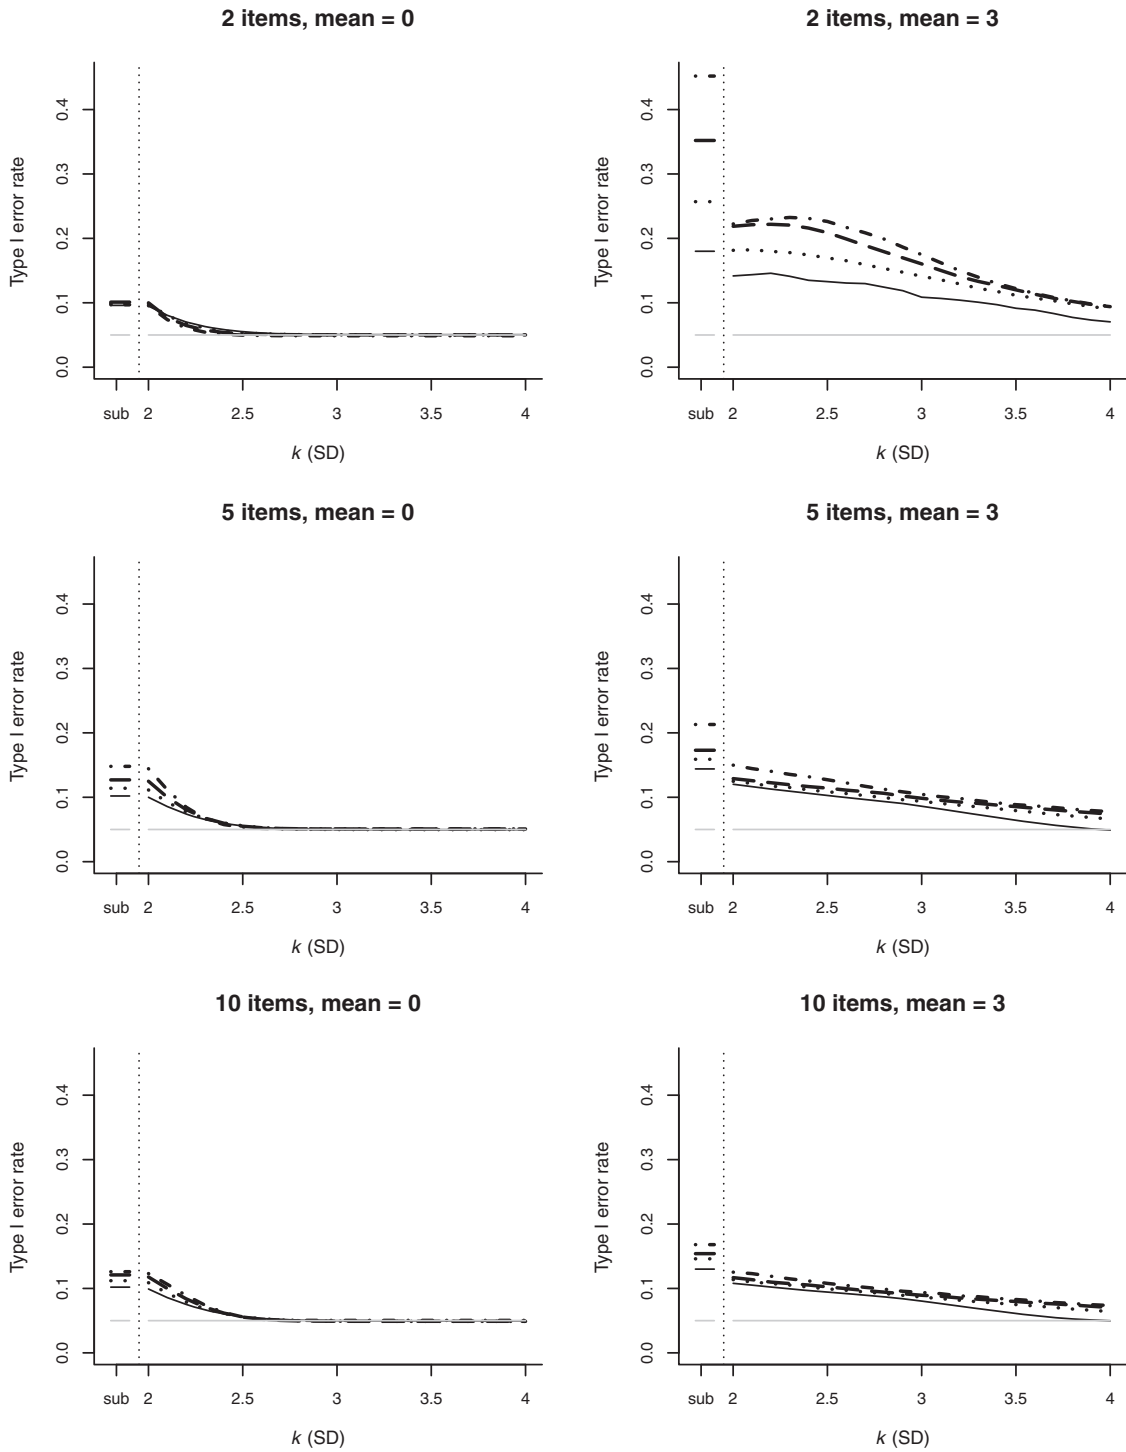 2 items, mean = 0
Type I error rate
0.0 0.1 0.2 0.3 0.4
sub 2 2.5 3 3.5 4
k (SD)
2 items, mean = 3
Type I error rate
0.0 0.1 0.2 0.3 0.4
sub 2 2.5 3 3.5 4
k (SD)
5 items, mean = 0
Type I error rate
0.0 0.1 0.2 0.3 0.4
sub 2 2.5 3 3.5 4
k (SD)
5 items, mean = 3
Type I error rate
0.0 0.1 0.2 0.3 0.4
sub 2 2.5 3 3.5 4
k (SD)
10 items, mean = 0
Type I error rate
0.0 0.1 0.2 0.3 0.4
sub 2 2.5 3 3.5 4
k (SD)
10 items, mean = 3
Type I error rate
0.0 0.1 0.2 0.3 0.4
sub 2 2.5 3 3.5 4
k (SD)